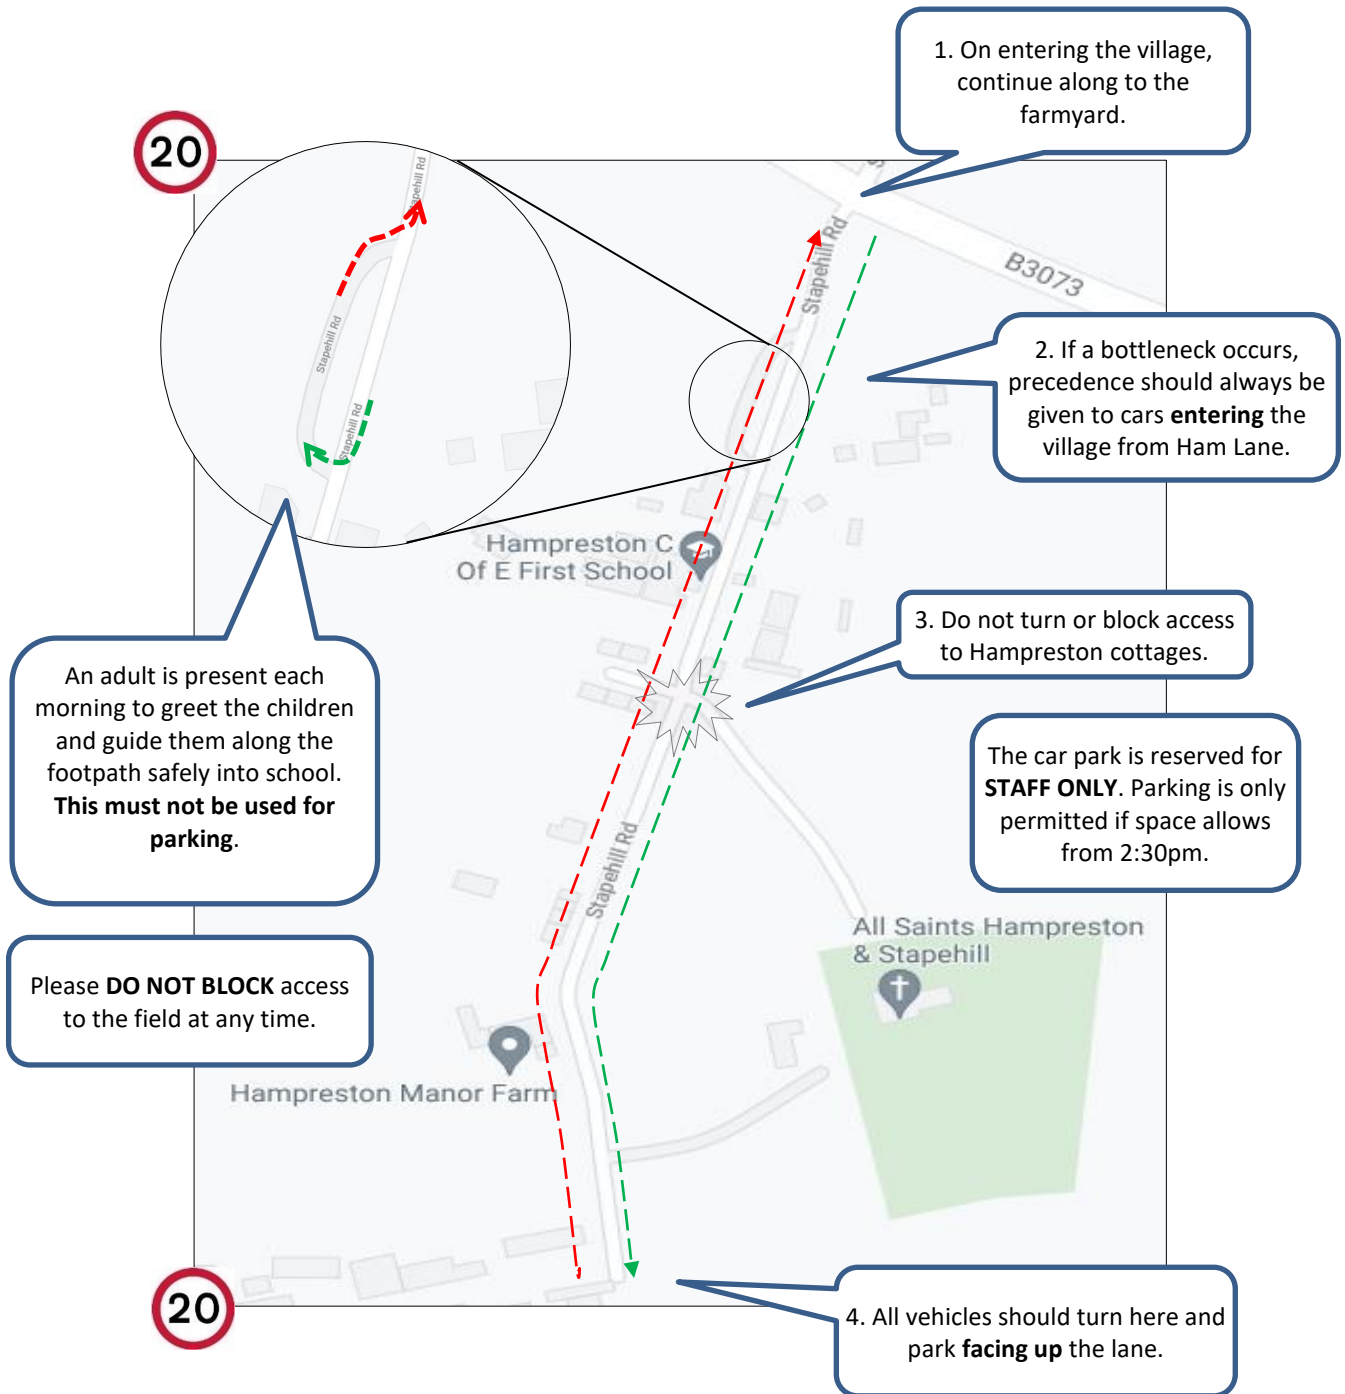 1. On entering the village,
continue along to the
farmyard.
20
Stapehill Rd
B3073
Stapehill Rd
Stapehill Rd
Stapehill Rd
2. If a bottleneck occurs,
precedence should always be
given to cars entering the
village from Ham Lane.
Hampreston C
Of E First School
3. Do not turn or block access
to Hampreston cottages.
An adult is present each
morning to greet the children
and guide them along the
footpath safely into school.
This must not be used for
parking.
The car park is reserved for
STAFF ONLY. Parking is only
permitted if space allows
from 2:30pm.
Stapehill Rd
All Saints Hampreston
& Stapehill
Please DO NOT BLOCK access
to the field at any time.
Hampreston Manor Farm
20
4. All vehicles should turn here and
park facing up the lane.